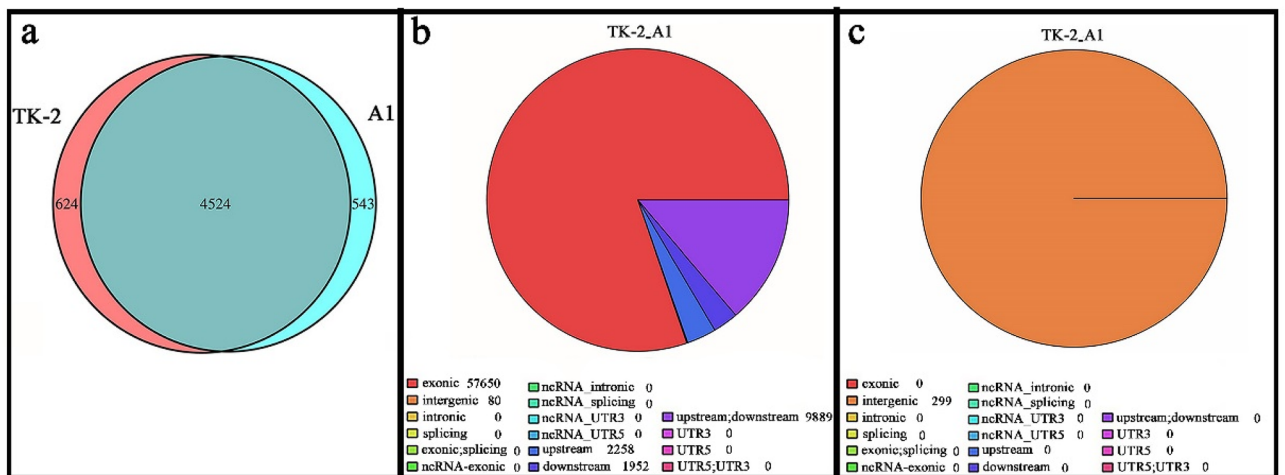 a
TK-2
A1
624
4524
543
b
TK-2_A1
exonic 57650
intergenic 80
intronic 0
splicing 0
exonic;splicing 0
ncRNA-exonic 0
ncRNA_intronic 0
ncRNA_splicing 0
ncRNA_UTR3 0
ncRNA_UTR5 0
upstream 2258
downstream 1952
upstream;downstream 9889
UTR3 0
UTR5 0
UTR5;UTR3 0
c
TK-2_A1
exonic 0
intergenic 299
intronic 0
splicing 0
exonic;splicing 0
ncRNA-exonic 0
ncRNA_intronic 0
ncRNA_splicing 0
ncRNA_UTR3 0
ncRNA_UTR5 0
upstream 0
downstream 0
upstream;downstream 0
UTR3 0
UTR5 0
UTR5;UTR3 0